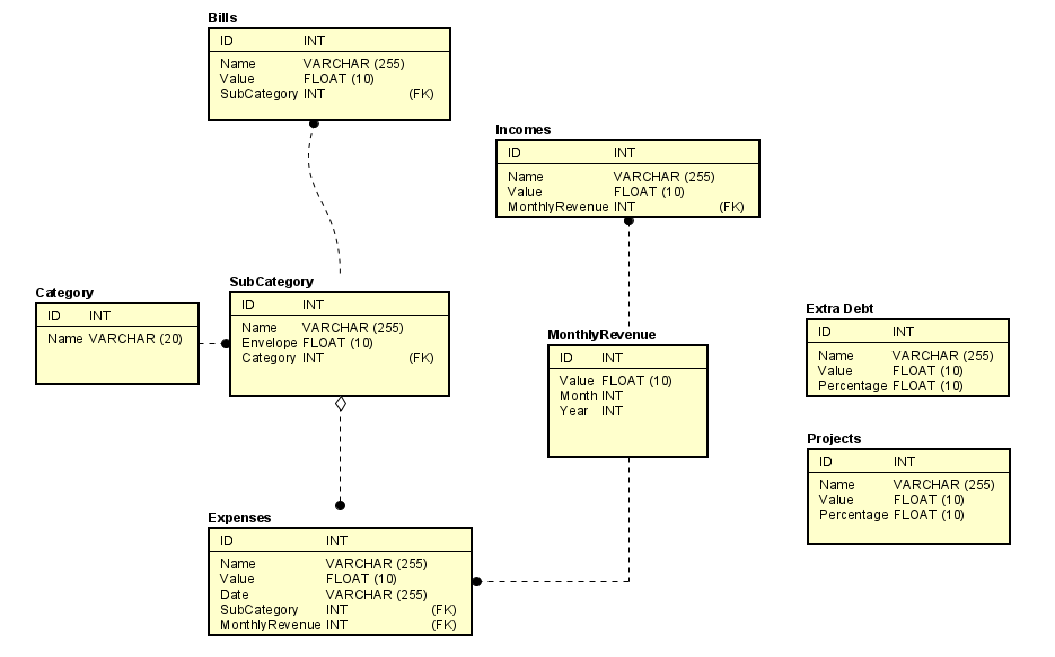 Bills
ID INT
Name VARCHAR (255)
Value FLOAT (10)
SubCategory INT (FK)
Incomes
ID INT
Name VARCHAR (255)
Value FLOAT (10)
MonthlyRevenue INT (FK)
Category
ID INT
Name VARCHAR (20)
SubCategory
ID INT
Name VARCHAR (255)
Envelope FLOAT (10)
Category INT (FK)
MonthlyRevenue
ID INT
Value FLOAT (10)
Month INT
Year INT
Extra Debt
ID INT
Name VARCHAR (255)
Value FLOAT (10)
Percentage FLOAT (10)
Projects
ID INT
Name VARCHAR (255)
Value FLOAT (10)
Percentage FLOAT (10)
Expenses
ID INT
Name VARCHAR (255)
Value FLOAT (10)
Date VARCHAR (255)
SubCategory INT (FK)
MonthlyRevenue INT (FK)